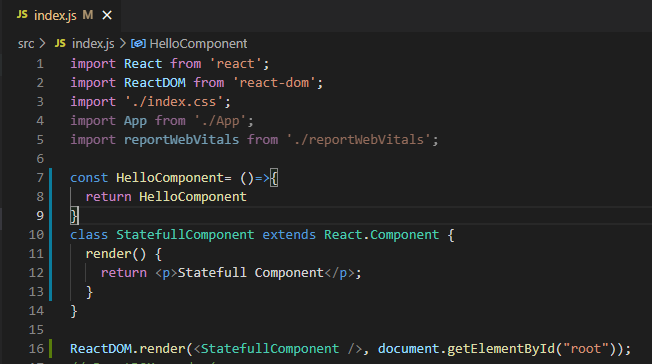 JS index.js M ×
src > JS index.js > HelloComponent
1 import React from 'react';
2 import ReactDOM from 'react-dom';
3 import './index.css';
4 import App from './App';
5 import reportWebVitals from './reportWebVitals';
6
7 const HelloComponent= ()=>{
8 return HelloComponent
9 }
10 class StatefullComponent extends React.Component {
11 render() {
12 return <p>Statefull Component</p>;
13 }
14 }
15
16 ReactDOM.render(<StatefullComponent />, document.getElementById("root"));